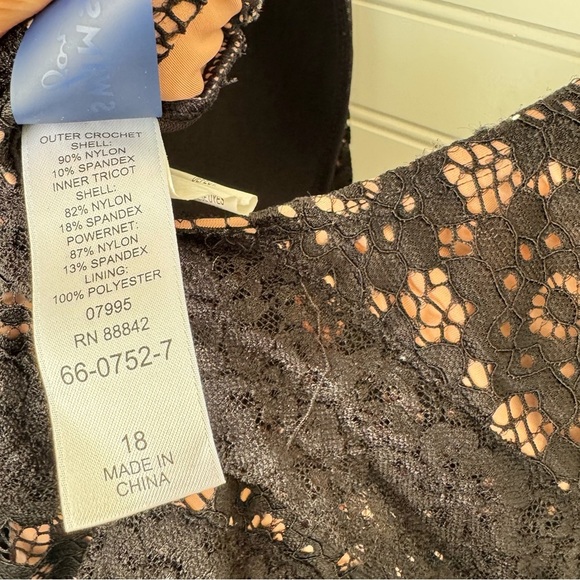 OUTER CROCHET
SHELL:
90% NYLON
10% SPANDEX
INNER TRICOT
SHELL:
82% NYLON
18% SPANDEX
POWERNET:
87% NYLON
13% SPANDEX
LINING:
100% POLYESTER
07995
RN 88842
66-0752-7
18
MADE IN
CHINA